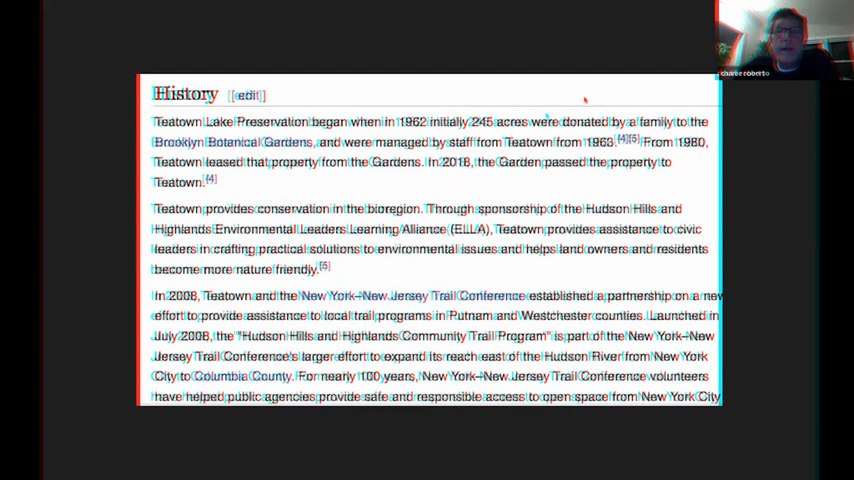 charlie roberto
History [edit]
Teatown Lake Preservation began when in 1962 initially 245 acres were donated by a family to the
Brooklyn Botanical Gardens, and were managed by staff from Teatown from 1963.[4][5] From 1980,
Teatown leased that property from the Gardens. In 2018, the Garden passed the property to
Teatown.[4]
Teatown provides conservation in the bioregion. Through sponsorship of the Hudson Hills and
Highlands Environmental Leaders Learning Alliance (ELLA), Teatown provides assistance to civic
leaders in crafting practical solutions to environmental issues and helps land owners and residents
become more nature friendly.[6]
In 2008, Teatown and the New York–New Jersey Trail Conference established a partnership on a new
effort to provide assistance to local trail programs in Putnam and Westchester counties. Launched in
July 2008, the "Hudson Hills and Highlands Community Trail Program" is part of the New York–New
Jersey Trail Conference's larger effort to expand its reach east of the Hudson River from New York
City to Columbia County. For nearly 100 years, New York–New Jersey Trail Conference volunteers
have helped public agencies provide safe and responsible access to open space from New York City